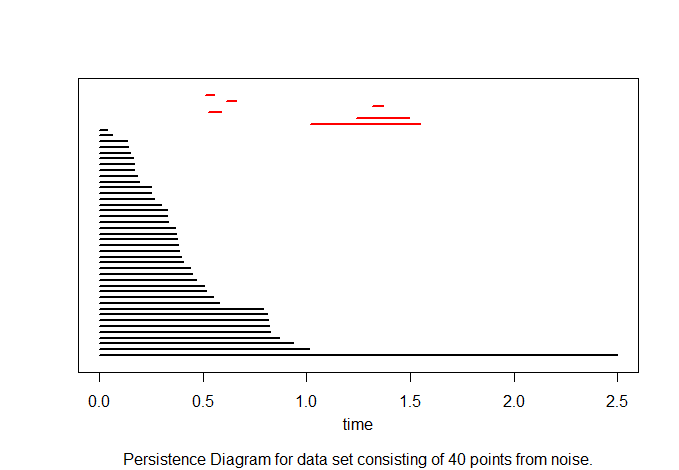 0.0 0.5 1.0 1.5 2.0 2.5
time
Persistence Diagram for data set consisting of 40 points from noise.